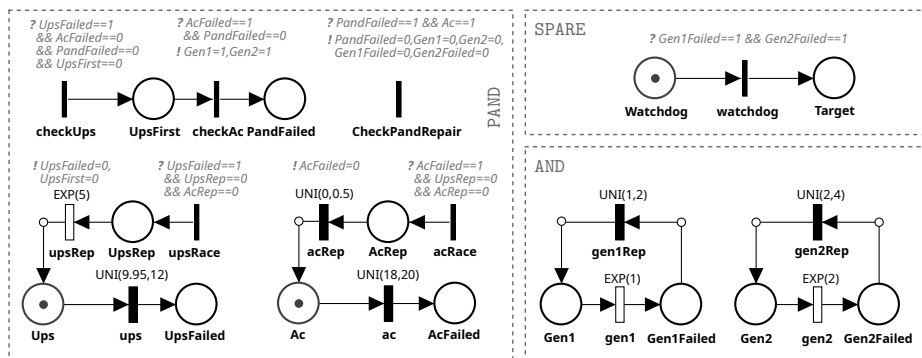 ? UpsFailed==1
&& AcFailed==0
&& PandFailed==0
&& UpsFirst==0
? AcFailed==1
&& PandFailed==0
! Gen1=1,Gen2=1
? PandFailed==1 && Ac==1
! PandFailed=0,Gen1=0,Gen2=0,
Gen1Failed=0,Gen2Failed=0
checkUps
UpsFirst
checkAc
PandFailed
CheckPandRepair
PAND
! UpsFailed=0,
UpsFirst=0
? UpsFailed==1
&& UpsRep==0
&& AcRep==0
! AcFailed=0
? AcFailed==1
&& UpsRep==0
&& AcRep==0
EXP(5)
UNI(0,0.5)
upsRep
UpsRep
upsRace
acRep
AcRep
acRace
UNI(9.95,12)
UNI(18,20)
Ups
ups
UpsFailed
Ac
ac
AcFailed
SPARE
? Gen1Failed==1 && Gen2Failed==1
Watchdog
watchdog
Target
AND
UNI(1,2)
UNI(2,4)
gen1Rep
gen2Rep
EXP(1)
EXP(2)
Gen1
gen1
Gen1Failed
Gen2
gen2
Gen2Failed